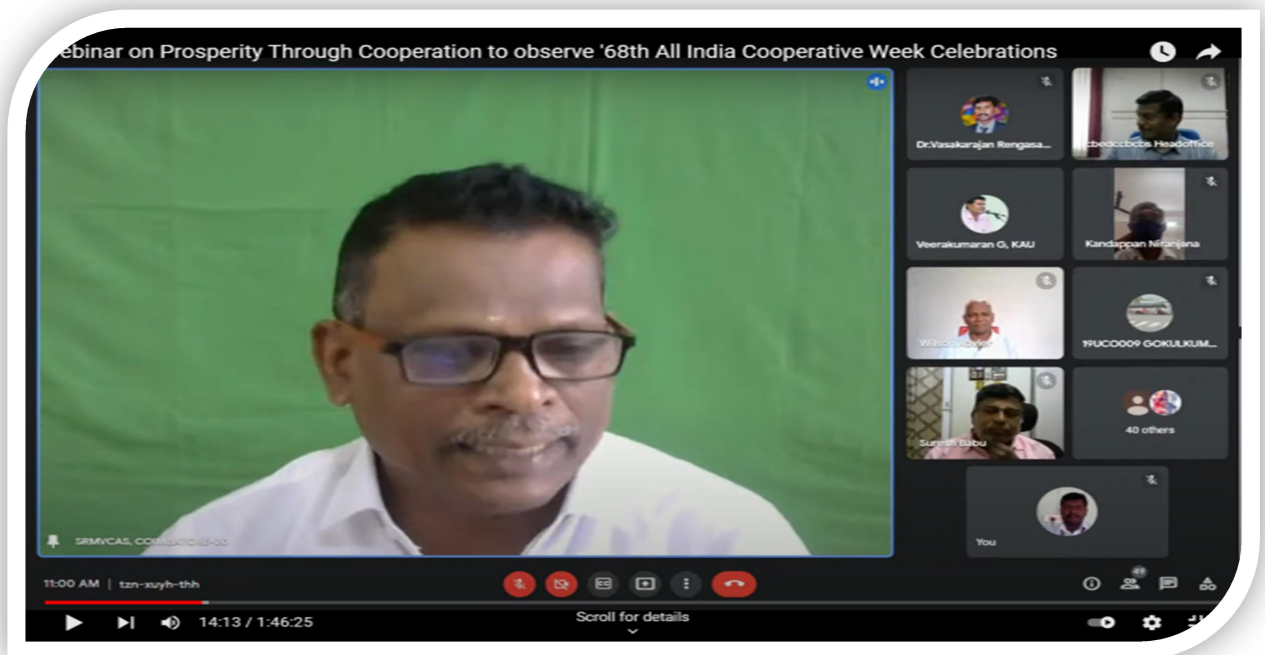 ebinar on Prosperity Through Cooperation to observe '68th All India Cooperative Week Celebrations
Dr.Vasakarajan Rengasa...
cbedccbcbs Headoffice
Veerakumaran G, KAU
Kandappan Niranjana
19UCO009 GOKULKUM...
Suresh Babu
40 others
You
SRMVCAS, COIMBATORE-20
11:00 AM | tzn-xuyh-thh
CC
49
14:13 / 1:46:25
Scroll for details